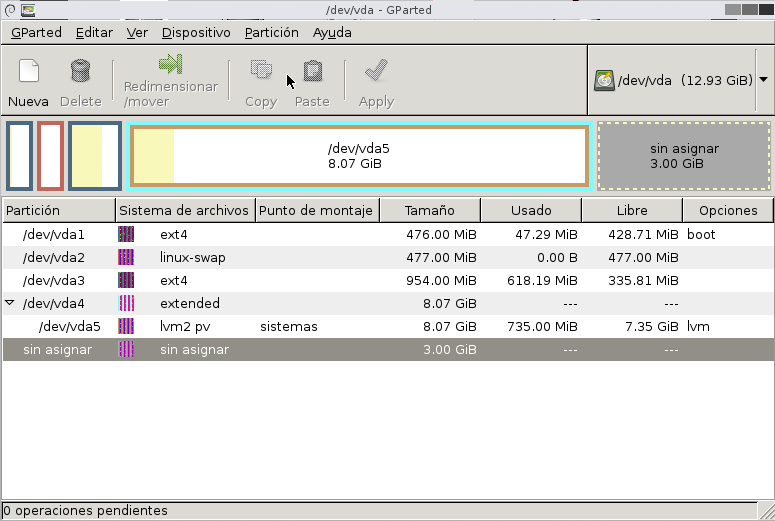 /dev/vda - GParted
GParted Editar Ver Dispositivo Partición Ayuda
Nueva
Delete
Redimensionar
/mover
Copy
Paste
Apply
/dev/vda (12.93 GiB)
/dev/vda5
8.07 GiB
sin asignar
3.00 GiB
Partición Sistema de archivos Punto de montaje Tamaño Usado Libre Opciones
/dev/vda1 ext4 476.00 MiB 47.29 MiB 428.71 MiB boot
/dev/vda2 linux-swap 477.00 MiB 0.00 B 477.00 MiB
/dev/vda3 ext4 954.00 MiB 618.19 MiB 335.81 MiB
/dev/vda4 extended 8.07 GiB --- ---
/dev/vda5 lvm2 pv sistemas 8.07 GiB 735.00 MiB 7.35 GiB lvm
sin asignar sin asignar 3.00 GiB --- ---
0 operaciones pendientes